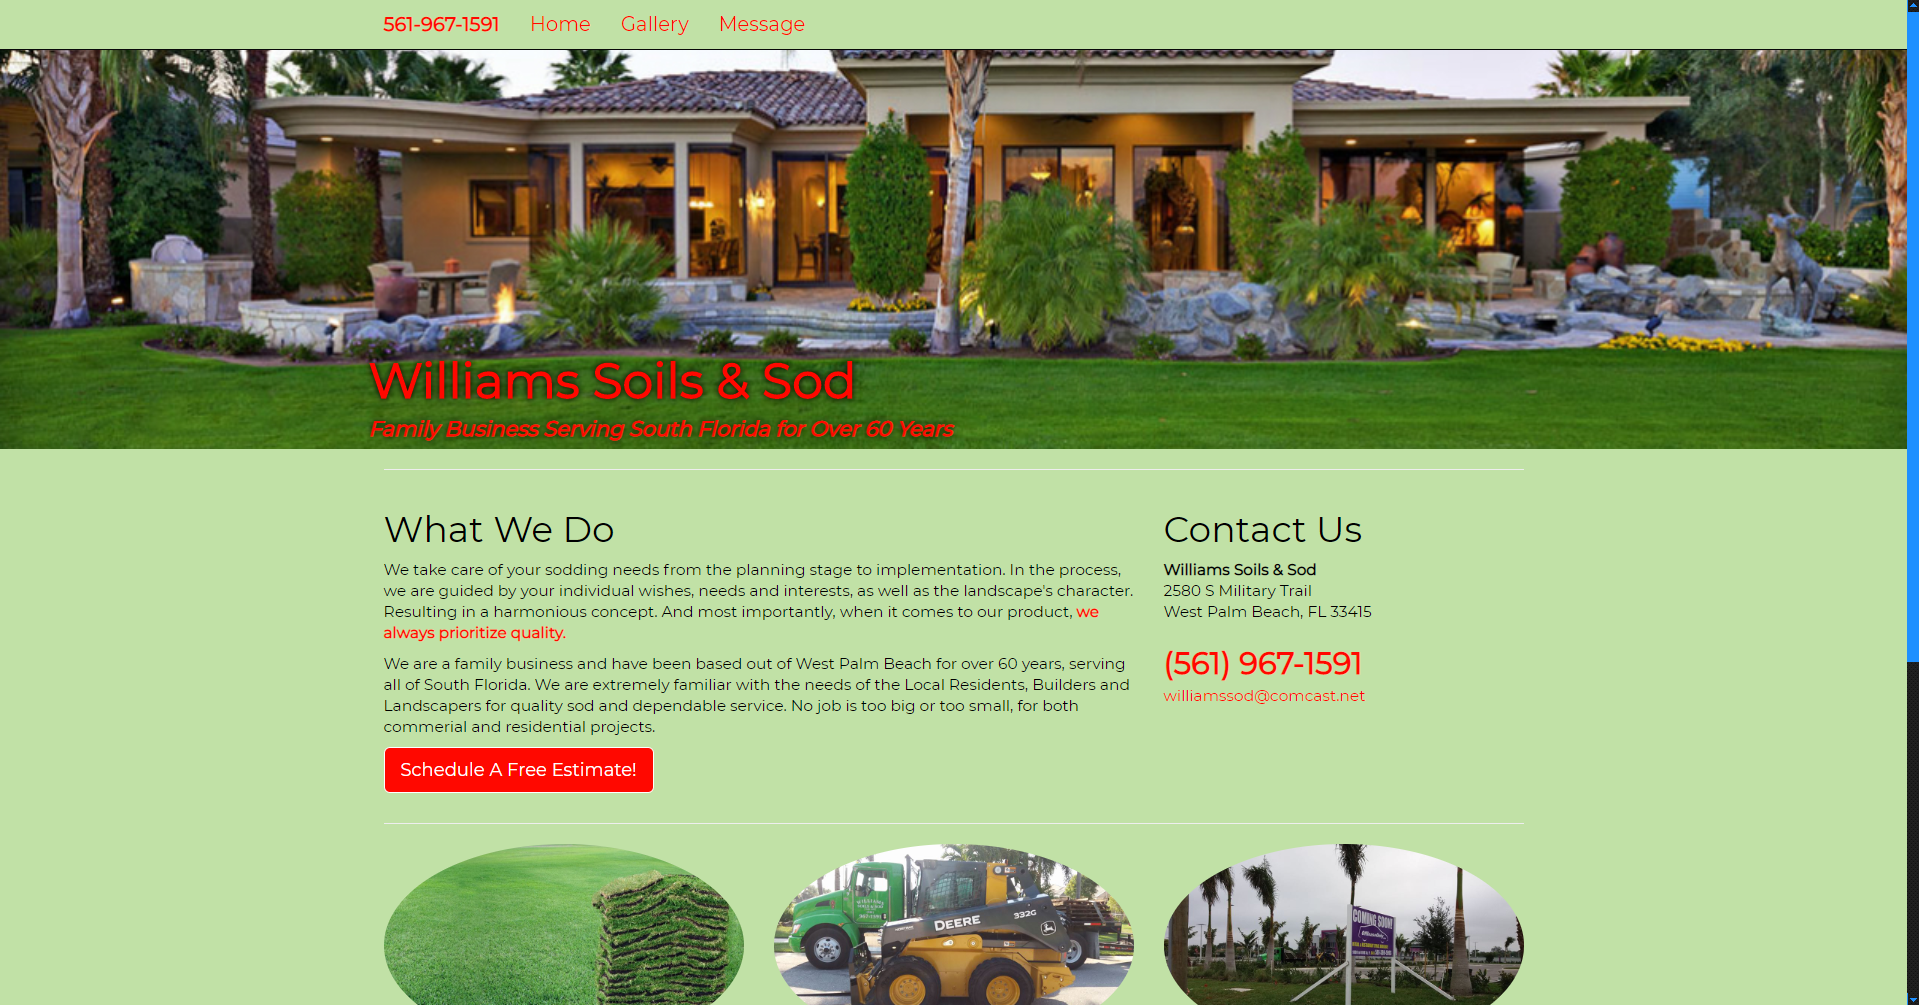 561-967-1591 Home Gallery Message
Williams Soils & Sod
Family Business Serving South Florida for Over 60 Years
What We Do
We take care of your sodding needs from the planning stage to implementation. In the process,
we are guided by your individual wishes, needs and interests, as well as the landscape's character.
Resulting in a harmonious concept. And most importantly, when it comes to our product, we
always prioritize quality.
We are a family business and have been based out of West Palm Beach for over 60 years, serving
all of South Florida. We are extremely familiar with the needs of the Local Residents, Builders and
Landscapers for quality sod and dependable service. No job is too big or too small, for both
commerial and residential projects.
Schedule A Free Estimate!
Contact Us
Williams Soils & Sod
2580 S Military Trail
West Palm Beach, FL 33415
(561) 967-1591
williamssod@comcast.net
WILLIAMS
DEERE
332G
COMING SOON!